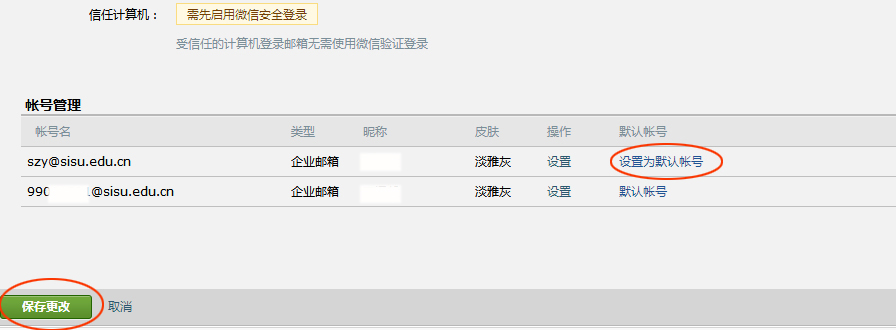 信任计算机： 需先启用微信安全登录
受信任的计算机登录邮箱无需使用微信验证登录
帐号管理
帐号名 类型 昵称 皮肤 操作 默认帐号
szy@sisu.edu.cn 企业邮箱 淡雅灰 设置 设置为默认帐号
990 @sisu.edu.cn 企业邮箱 淡雅灰 设置 默认帐号
保存更改 取消